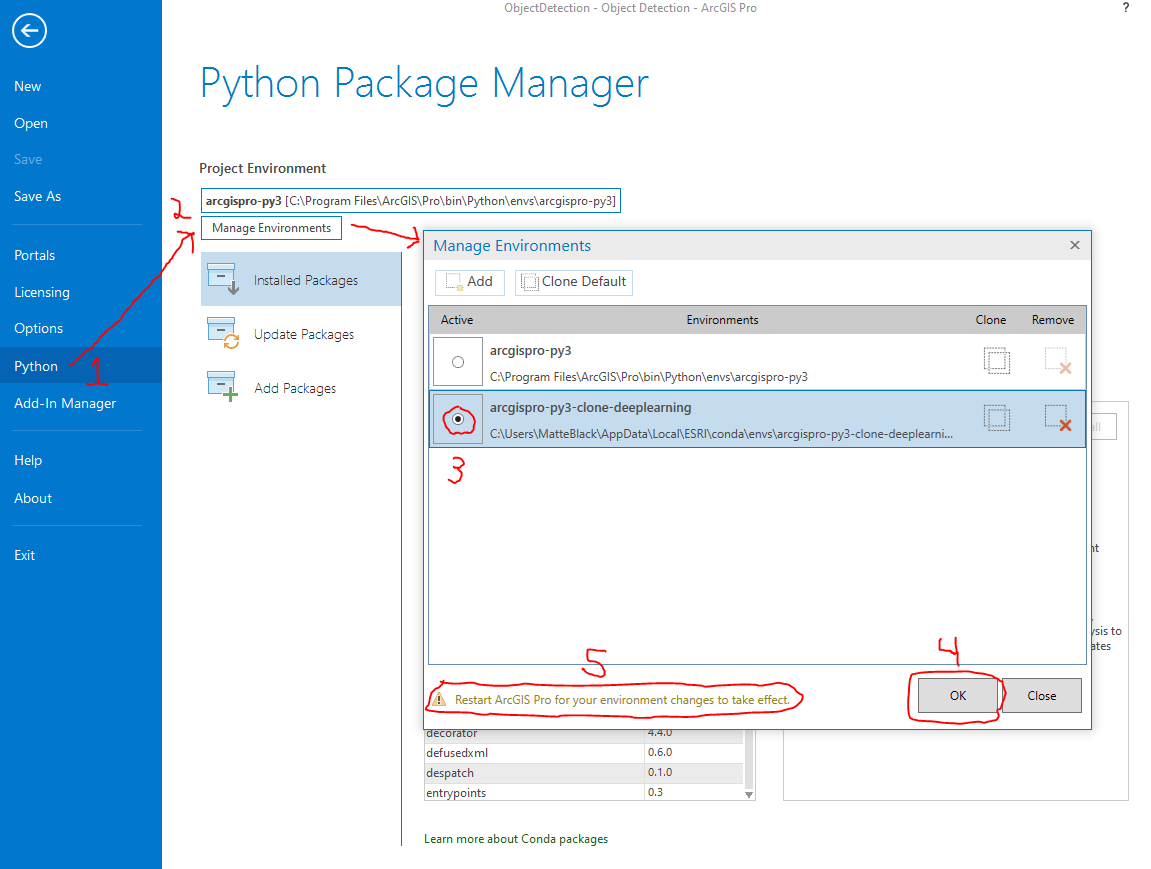 ObjectDetection - Object Detection - ArcGIS Pro
?
New
Open
Save
Save As
Portals
Licensing
Options
Python
Add-In Manager
Help
About
Exit
Python Package Manager
Project Environment
arcgispro-py3 [C:\Program Files\ArcGIS\Pro\bin\Python\envs\arcgispro-py3]
Manage Environments
Installed Packages
Update Packages
Add Packages
1
2
Manage Environments
Add
Clone Default
Active Environments Clone Remove
arcgispro-py3
C:\Program Files\ArcGIS\Pro\bin\Python\envs\arcgispro-py3
arcgispro-py3-clone-deeplearning
C:\Users\MatteBlack\AppData\Local\ESRI\conda\envs\arcgispro-py3-clone-deeplearni...
3
5
4
Restart ArcGIS Pro for your environment changes to take effect.
OK
Close
decorator 4.4.0
defusedxml 0.6.0
despatch 0.1.0
entrypoints 0.3
Learn more about Conda packages